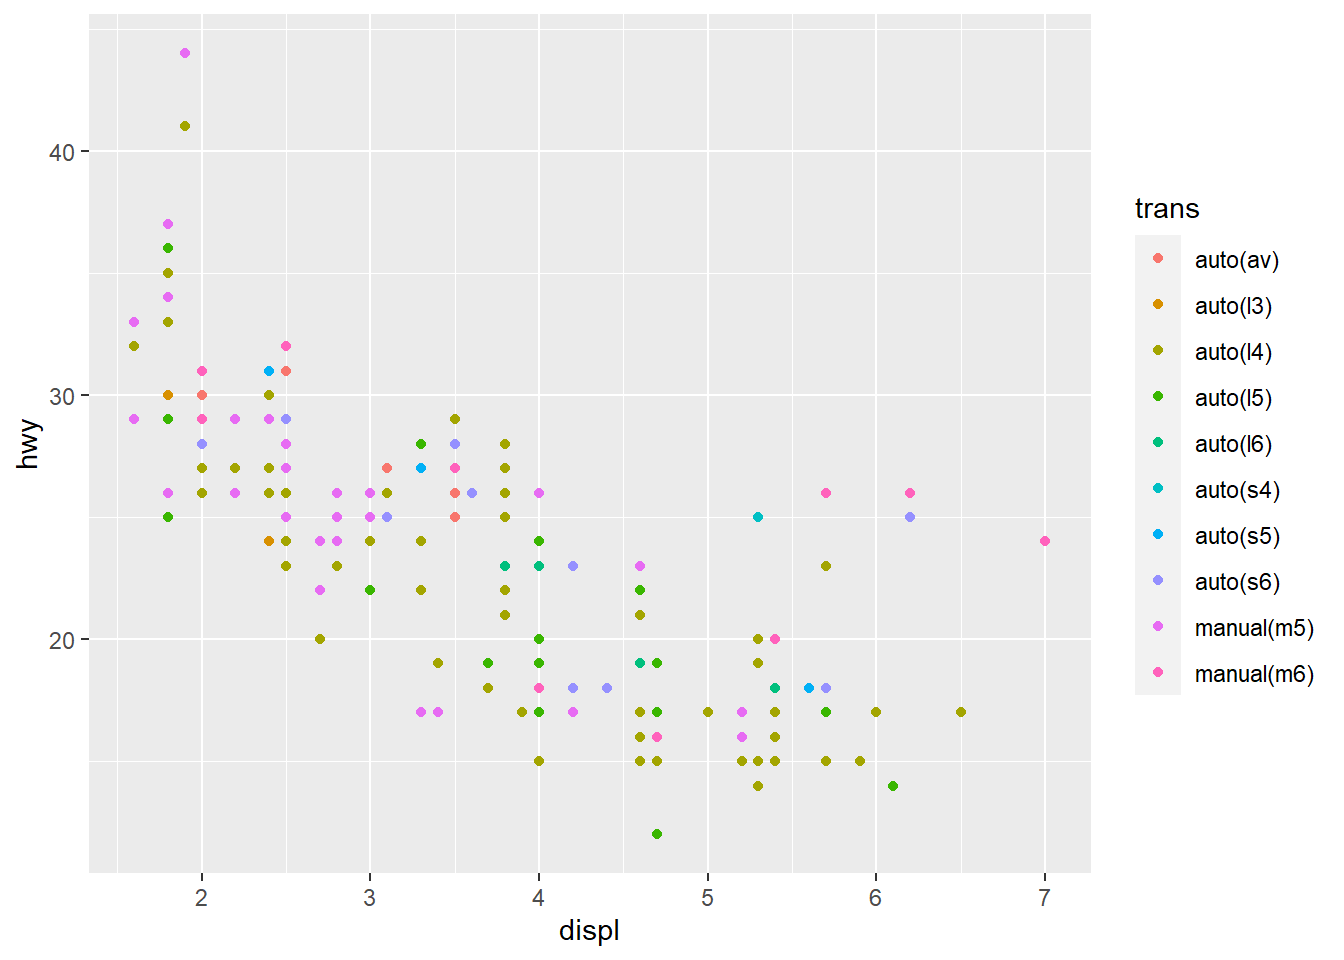 40
30
20
hwy
2 3 4 5 6 7
displ
trans
auto(av)
auto(l3)
auto(l4)
auto(l5)
auto(l6)
auto(s4)
auto(s5)
auto(s6)
manual(m5)
manual(m6)